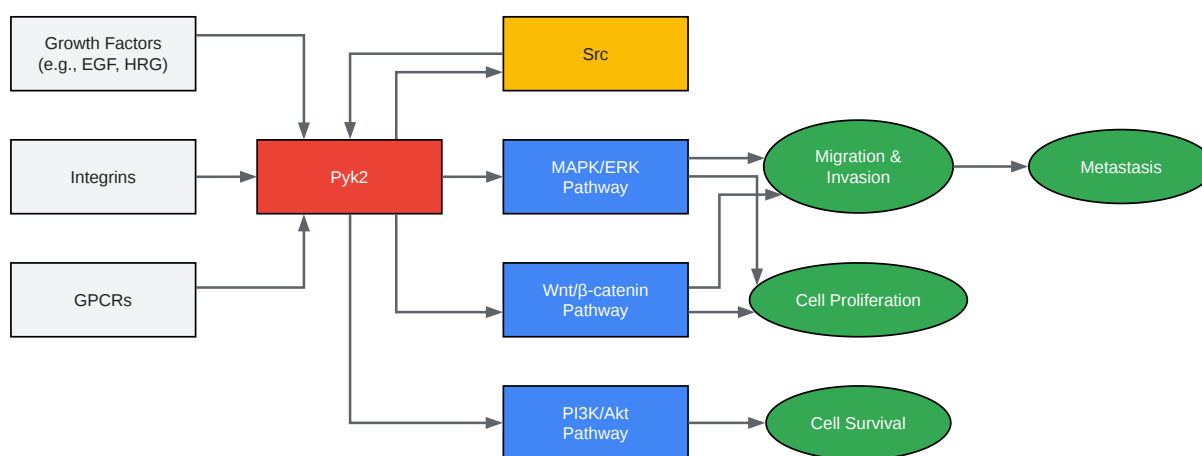 Growth Factors
(e.g., EGF, HRG)
Src
Integrins
Pyk2
MAPK/ERK
Pathway
Migration &
Invasion
Metastasis
GPCRs
Wnt/β-catenin
Pathway
Cell Proliferation
PI3K/Akt
Pathway
Cell Survival